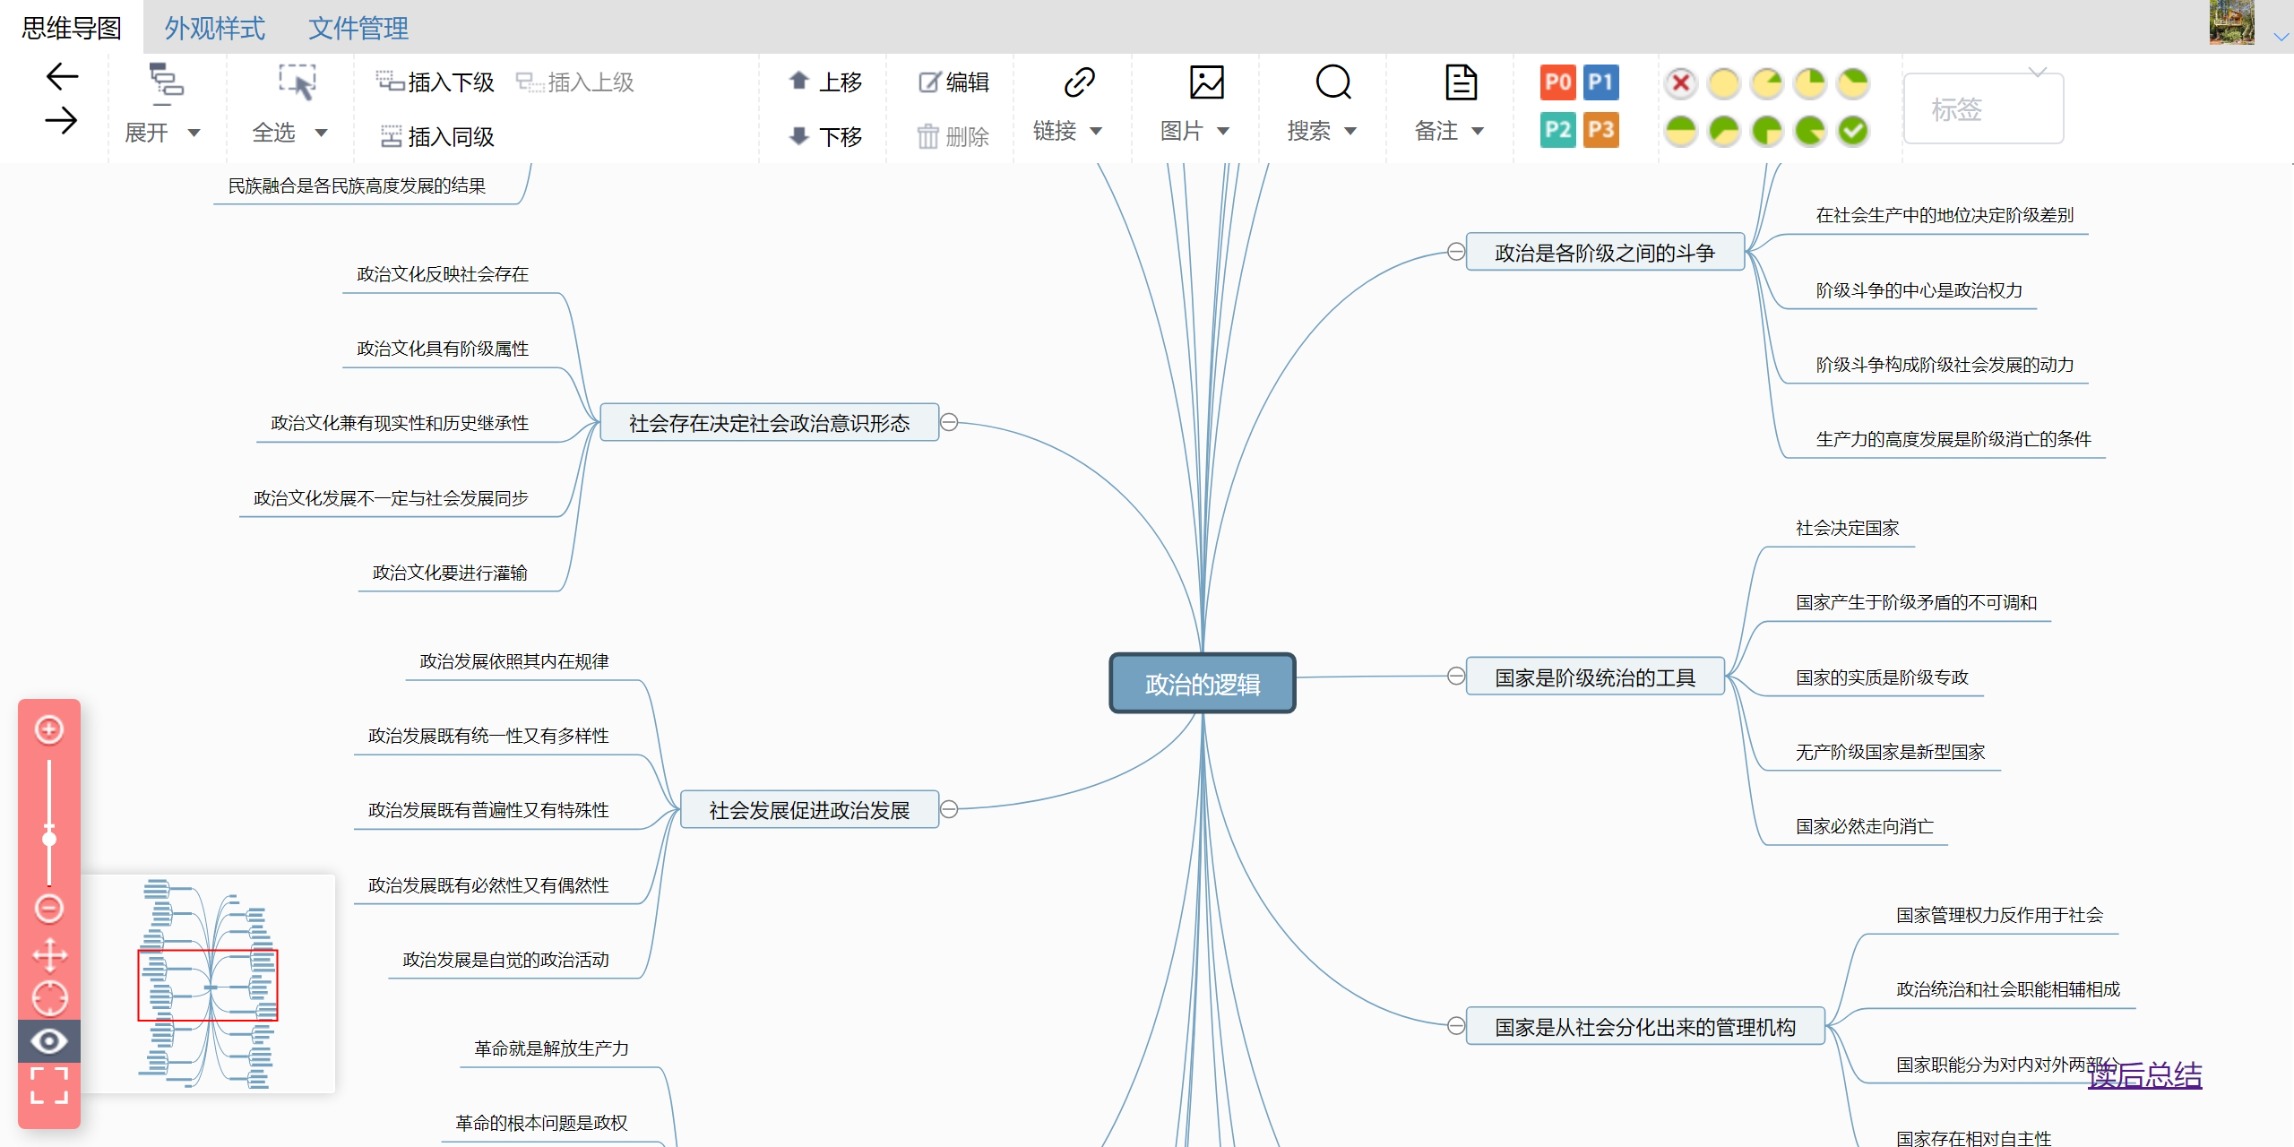 思维导图 外观样式 文件管理
展开 全选 插入下级 插入上级 上移 编辑 链接 图片 搜索 备注 P0 P1 标签
插入同级 下移 删除 P2 P3
民族融合是各民族高度发展的结果
政治文化反映社会存在
政治文化具有阶级属性
政治文化兼有现实性和历史继承性
社会存在决定社会政治意识形态
政治文化发展不一定与社会发展同步
政治文化要进行灌输
政治发展依照其内在规律
政治发展既有统一性又有多样性
政治发展既有普遍性又有特殊性
社会发展促进政治发展
政治发展既有必然性又有偶然性
政治发展是自觉的政治活动
革命就是解放生产力
革命的根本问题是政权
政治的逻辑
在社会生产中的地位决定阶级差别
政治是各阶级之间的斗争
阶级斗争的中心是政治权力
阶级斗争构成阶级社会发展的动力
生产力的高度发展是阶级消亡的条件
社会决定国家
国家产生于阶级矛盾的不可调和
国家是阶级统治的工具
国家的实质是阶级专政
无产阶级国家是新型国家
国家必然走向消亡
国家管理权力反作用于社会
政治统治和社会职能相辅相成
国家是从社会分化出来的管理机构
国家职能分为对内对外两部分
读后总结
国家存在相对自主性